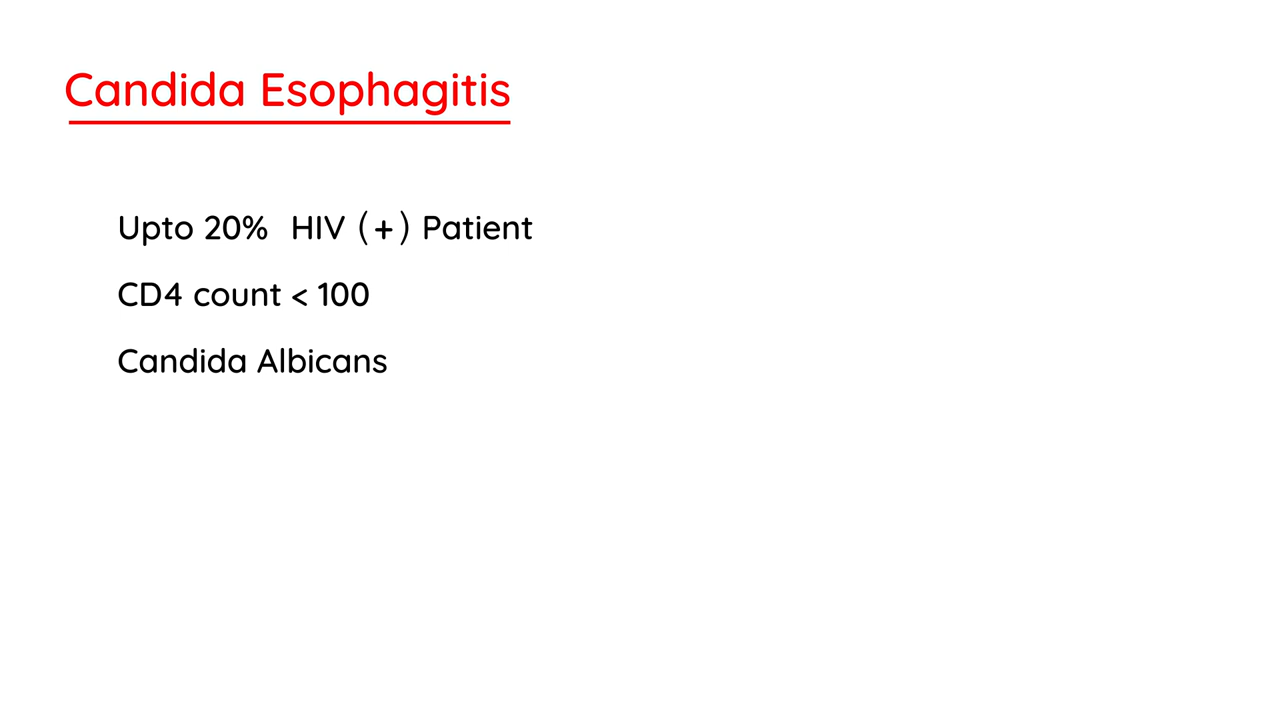 Candida Esophagitis
Upto 20% HIV (+) Patient
CD4 count < 100
Candida Albicans